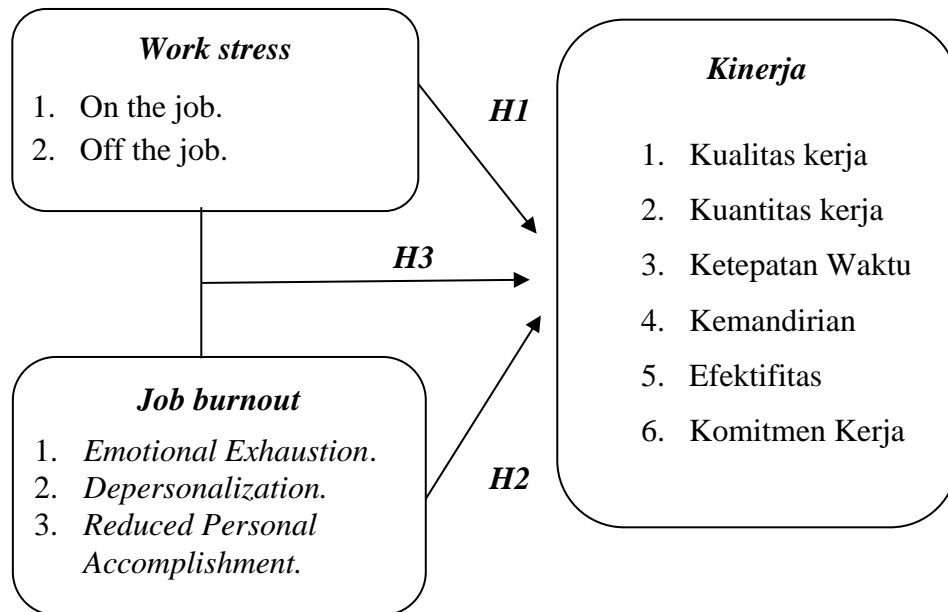 Work stress
1. On the job.
2. Off the job.
H1
H3
Job burnout
1. Emotional Exhaustion.
2. Depersonalization.
3. Reduced Personal
Accomplishment.
H2
Kinerja
1. Kualitas kerja
2. Kuantitas kerja
3. Ketepatan Waktu
4. Kemandirian
5. Efektifitas
6. Komitmen Kerja